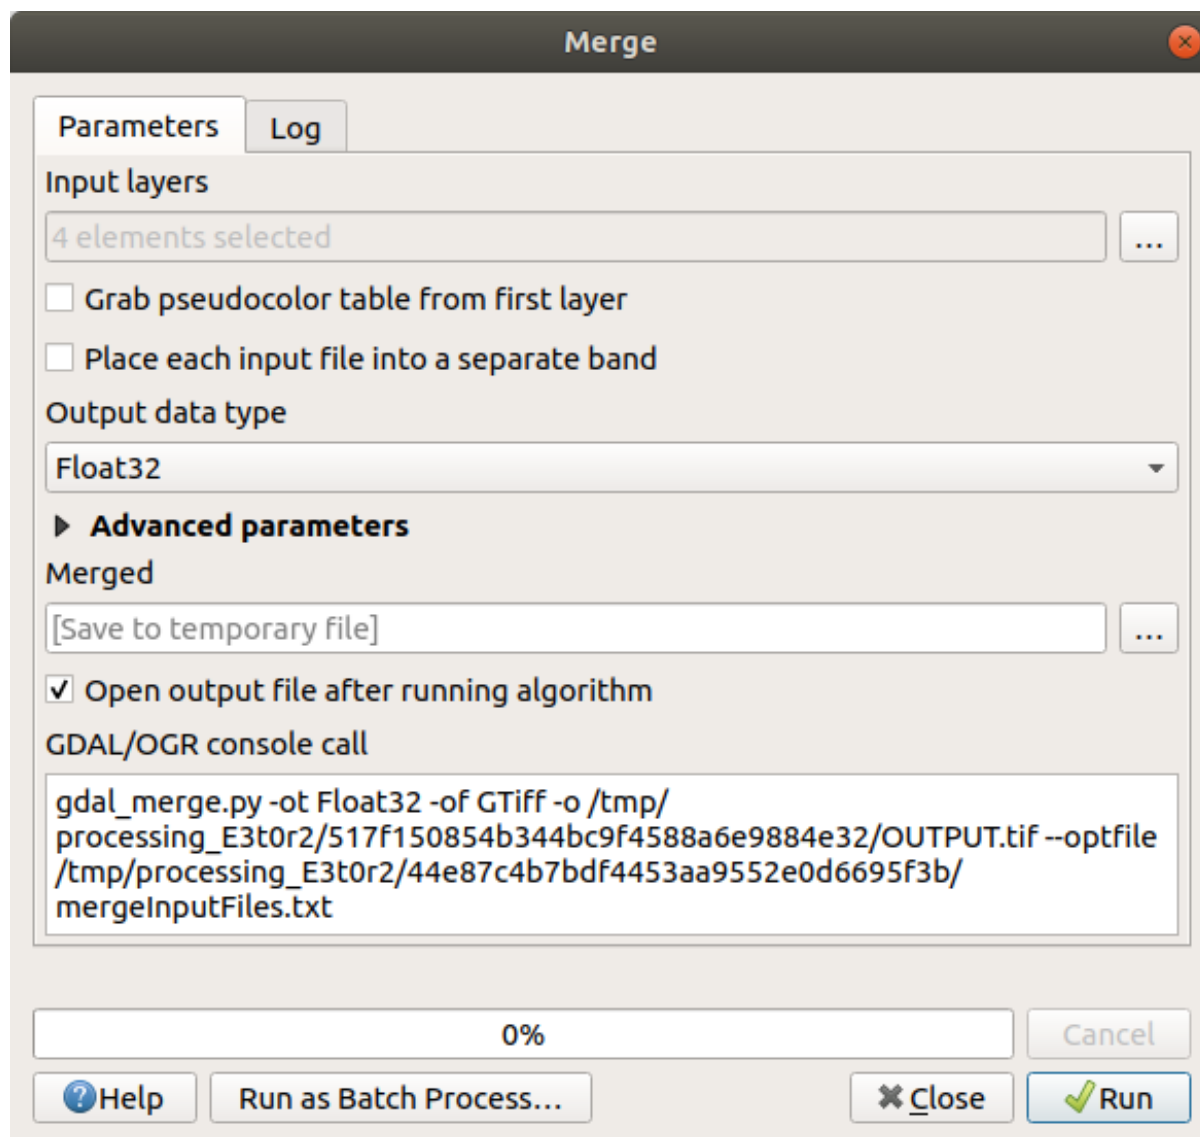 Merge
Parameters
Log
Input layers
4 elements selected
...
Grab pseudocolor table from first layer
Place each input file into a separate band
Output data type
Float32
Advanced parameters
Merged
[Save to temporary file]
...
Open output file after running algorithm
GDAL/OGR console call
gdal_merge.py -ot Float32 -of GTiff -o /tmp/
processing_E3t0r2/517f150854b344bc9f4588a6e9884e32/OUTPUT.tif --optfile
/tmp/processing_E3t0r2/44e87c4b7bdf4453aa9552e0d6695f3b/
mergeInputFiles.txt
0%
Cancel
Help
Run as Batch Process...
Close
Run